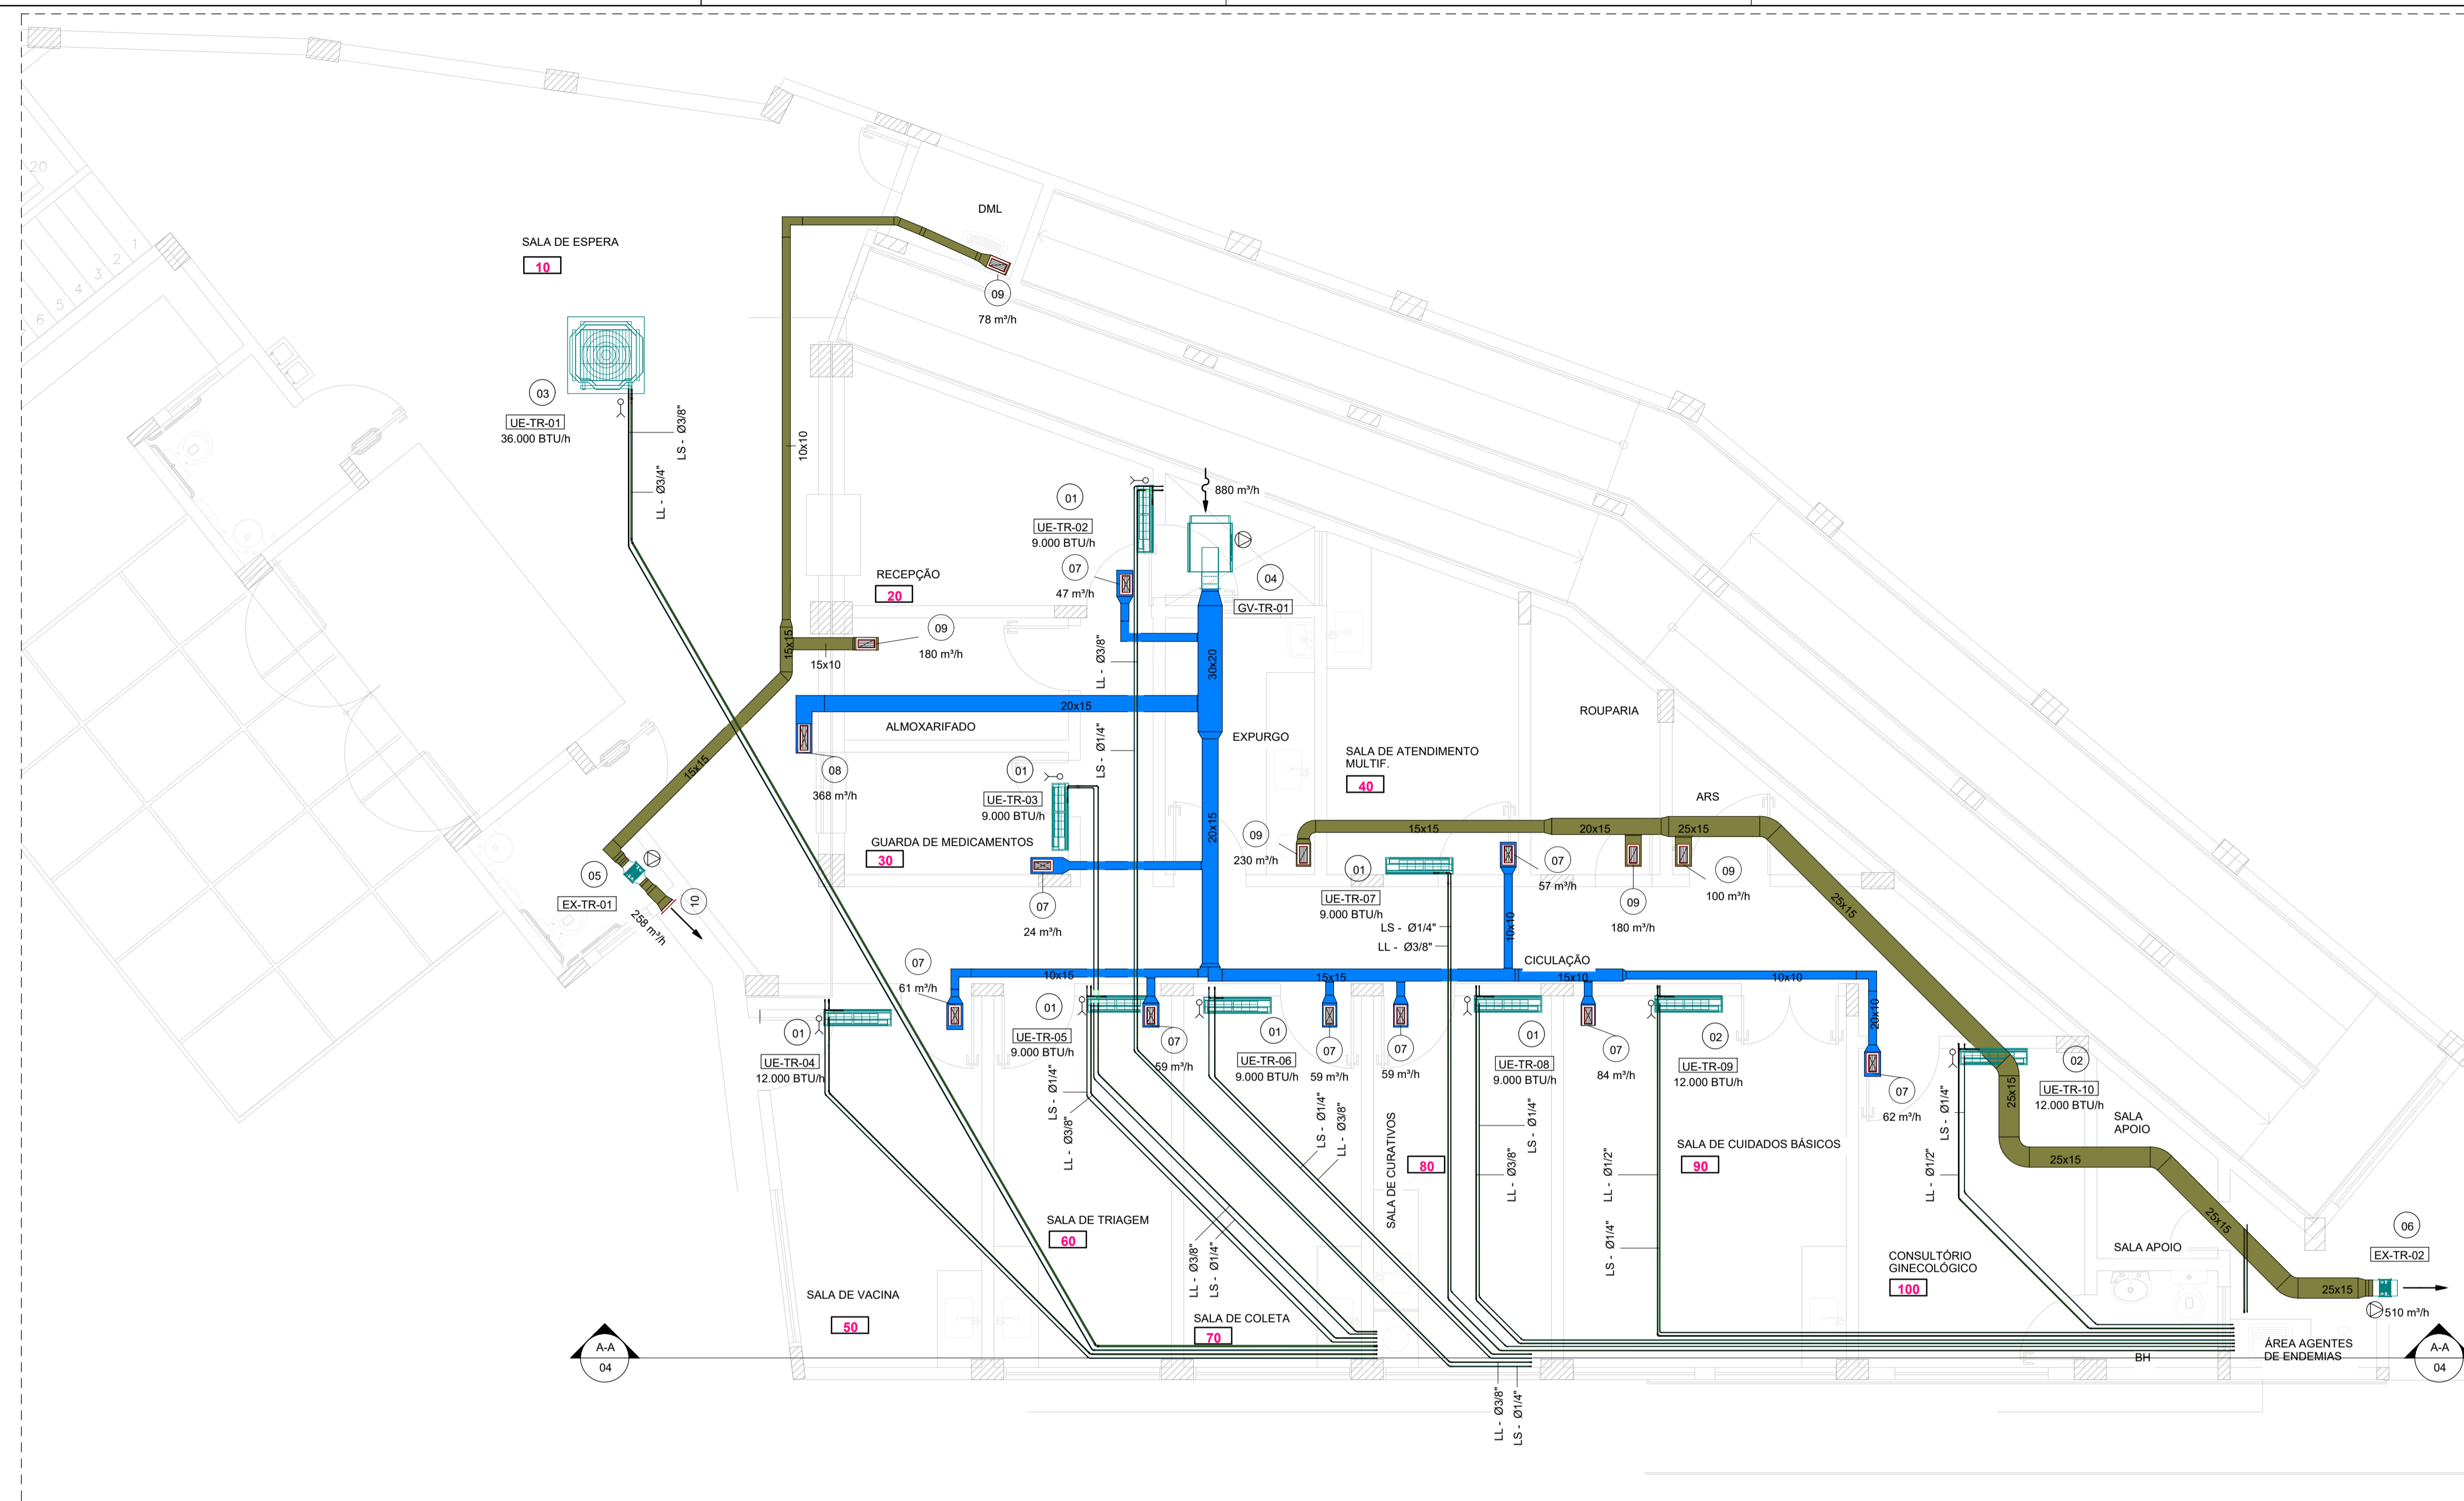 20
1
2
3
4
5
6
DML
SALA DE ESPERA
10
09
78 m³/h
03
UE-TR-01
36.000 BTU/h
LS - Ø3/8"
LL - Ø3/4"
10x10
01
UE-TR-02
9.000 BTU/h
880 m³/h
07
47 m³/h
04
GV-TR-01
RECEPÇÃO
20
09
180 m³/h
15x15
15x10
LL - Ø3/8"
30x20
20x15
ALMOXARIFADO
LS - Ø1/4"
EXPURGO
ROUPARIA
SALA DE ATENDIMENTO
MULTIF.
40
15x15
08
368 m³/h
01
UE-TR-03
9.000 BTU/h
20x15
ARS
GUARDA DE MEDICAMENTOS
30
09
230 m³/h
15x15
20x15
25x15
07
57 m³/h
01
UE-TR-07
9.000 BTU/h
09
100 m³/h
09
180 m³/h
05
EX-TR-01
10
258 m³/h
07
24 m³/h
LS - Ø1/4"
LL - Ø3/8"
10x10
25x15
CICULAÇÃO
07
61 m³/h
10x15
15x15
15x10
10x10
20x10
01
UE-TR-04
12.000 BTU/h
01
UE-TR-05
9.000 BTU/h
07
59 m³/h
01
UE-TR-06
9.000 BTU/h
07
59 m³/h
07
59 m³/h
01
UE-TR-08
9.000 BTU/h
07
84 m³/h
02
UE-TR-09
12.000 BTU/h
07
62 m³/h
02
UE-TR-10
12.000 BTU/h
25x15
LS - Ø1/4"
LL - Ø3/8"
LS - Ø1/4"
LL - Ø3/8"
SALA DE CURATIVOS
80
LS - Ø1/4"
LL - Ø3/8"
LL - Ø1/2"
LS - Ø1/4"
SALA DE CUIDADOS BÁSICOS
90
LS - Ø1/4"
LL - Ø1/2"
SALA
APOIO
25x15
25x15
SALA DE TRIAGEM
60
LL - Ø3/8"
LS - Ø1/4"
CONSULTÓRIO
GINECOLÓGICO
100
SALA APOIO
06
EX-TR-02
25x15
510 m³/h
SALA DE VACINA
50
SALA DE COLETA
70
A-A
04
BH
ÁREA AGENTES
DE ENDEMIAS
A-A
04
LL - Ø3/8"
LS - Ø1/4"